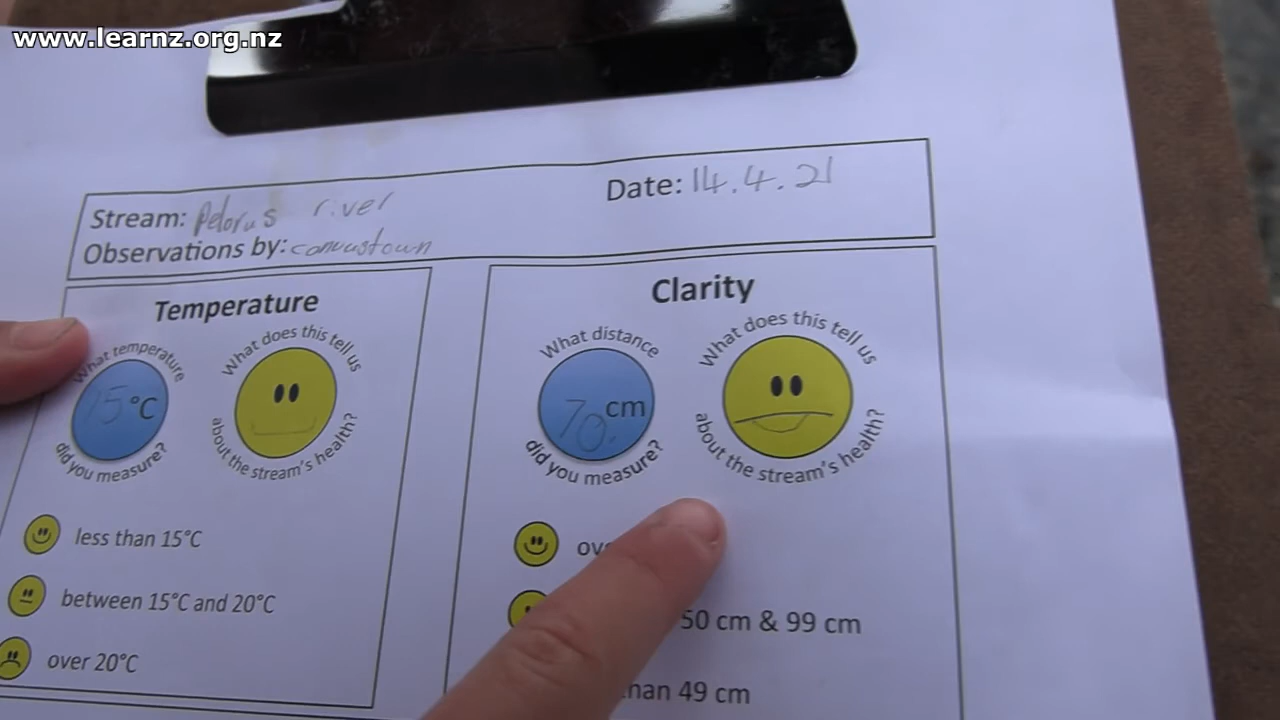 www.learnz.org.nz
Stream: Pelorus river
Date: 14.4.21
Observations by: canvastown
Temperature
What temperature did you measure?
15 °C
What does this tell us about the stream's health?
less than 15°C
between 15°C and 20°C
over 20°C
Clarity
What distance did you measure?
70 cm
What does this tell us about the stream's health?
50 cm & 99 cm
49 cm